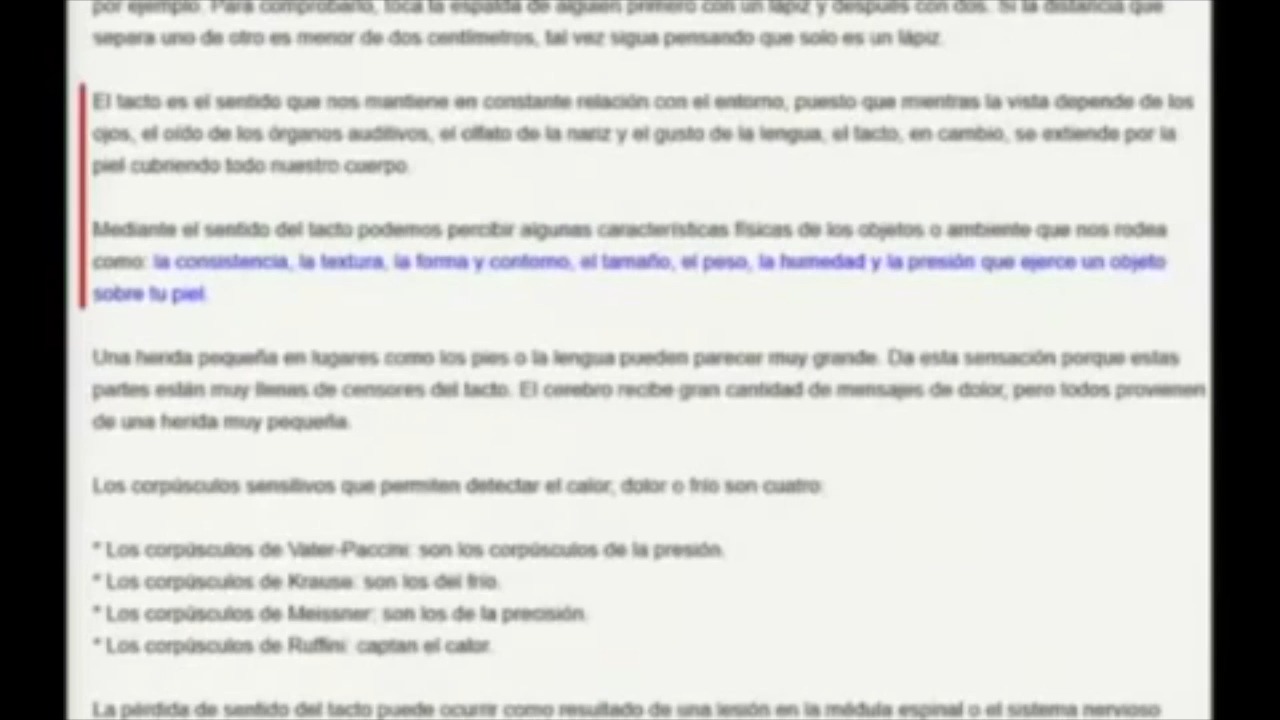 por ejemplo. Para comprobarlo, toca la espalda de alguien primero con un lápiz y después con dos. Si la distancia que
separa uno de otro es menor de dos centímetros, tal vez sigua pensando que solo es un lápiz.
El tacto es el sentido que nos mantiene en constante relación con el entorno, puesto que mientras la vista depende de los
ojos, el oído de los órganos auditivos, el olfato de la nariz y el gusto de la lengua, el tacto, en cambio, se extiende por la
piel cubriendo todo nuestro cuerpo.
Mediante el sentido del tacto podemos percibir algunas características físicas de los objetos o ambiente que nos rodea
como: la consistencia, la textura, la forma y contorno, el tamaño, el peso, la humedad y la presión que ejerce un objeto
sobre tu piel.
Una herida pequeña en lugares como los pies o la lengua pueden parecer muy grande. Da esta sensación porque estas
partes están muy llenas de censores del tacto. El cerebro recibe gran cantidad de mensajes de dolor, pero todos provienen
de una herida muy pequeña.
Los corpúsculos sensitivos que permiten detectar el calor, dolor o frío son cuatro:
* Los corpúsculos de Vater-Paccini: son los corpúsculos de la presión.
* Los corpúsculos de Krause: son los del frío.
* Los corpúsculos de Meissner: son los de la precisión.
* Los corpúsculos de Ruffini: captan el calor.
La pérdida de sentido del tacto puede ocurrir como resultado de una lesión en la médula espinal o el sistema nervioso